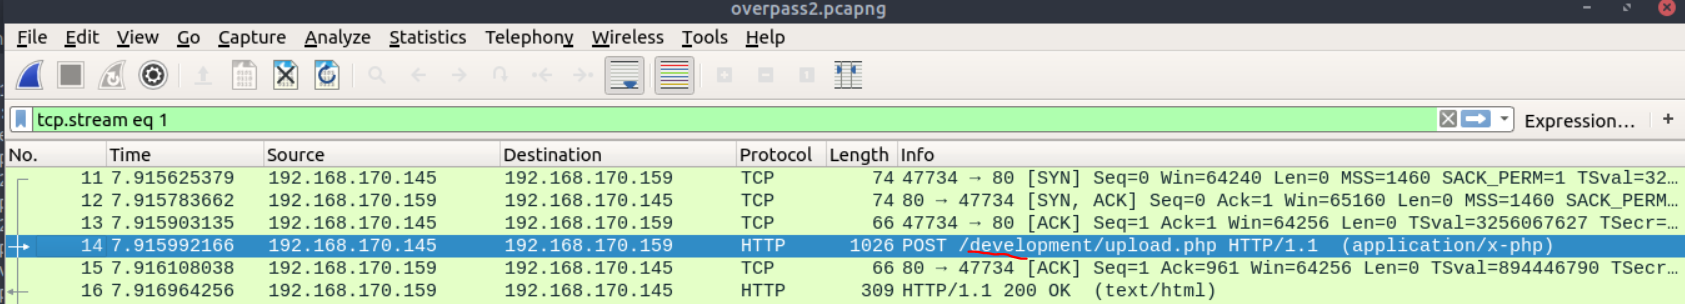 overpass2.pcapng
File Edit View Go Capture Analyze Statistics Telephony Wireless Tools Help
tcp.stream eq 1 Expression… +
No. Time Source Destination Protocol Length Info
11 7.915625379 192.168.170.145 192.168.170.159 TCP 74 47734 → 80 [SYN] Seq=0 Win=64240 Len=0 MSS=1460 SACK_PERM=1 TSval=32…
12 7.915783662 192.168.170.159 192.168.170.145 TCP 74 80 → 47734 [SYN, ACK] Seq=0 Ack=1 Win=65160 Len=0 MSS=1460 SACK_PERM…
13 7.915903135 192.168.170.145 192.168.170.159 TCP 66 47734 → 80 [ACK] Seq=1 Ack=1 Win=64256 Len=0 TSval=3256067627 TSecr=…
14 7.915992166 192.168.170.145 192.168.170.159 HTTP 1026 POST /development/upload.php HTTP/1.1 (application/x-php)
15 7.916108038 192.168.170.159 192.168.170.145 TCP 66 80 → 47734 [ACK] Seq=1 Ack=961 Win=64256 Len=0 TSval=894446790 TSecr…
16 7.916964256 192.168.170.159 192.168.170.145 HTTP 309 HTTP/1.1 200 OK (text/html)